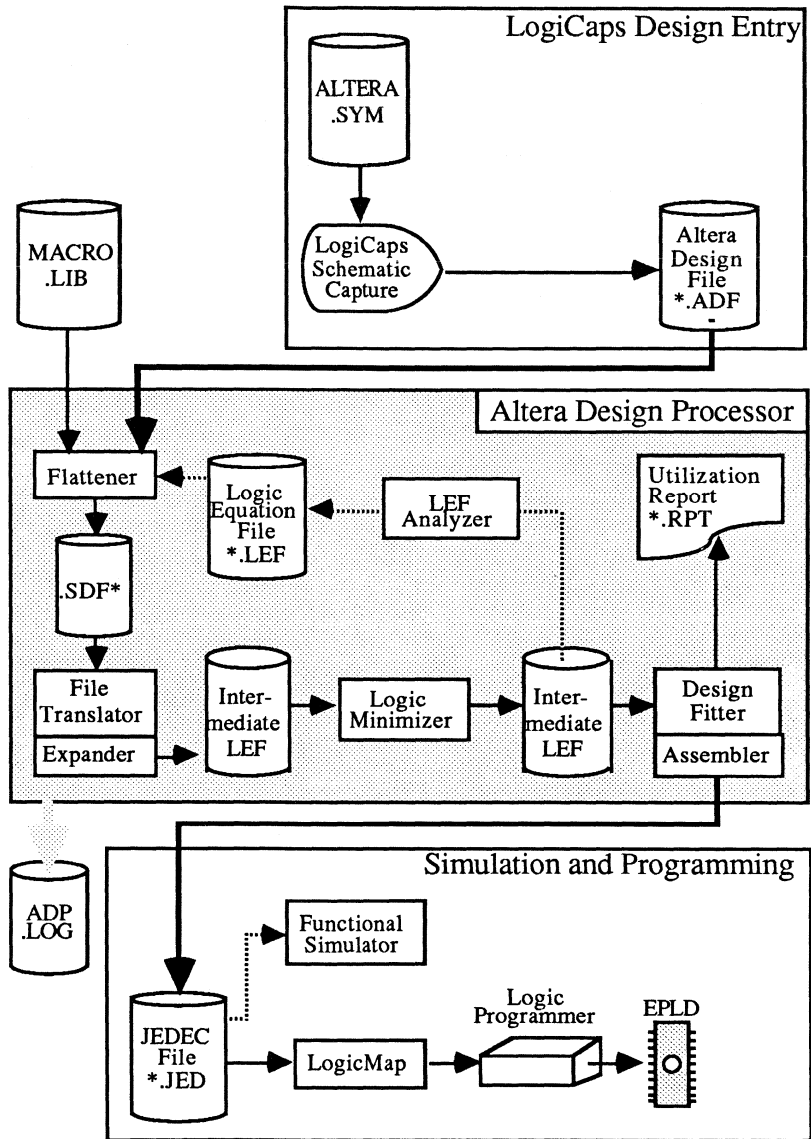 LogiCaps Design Entry
ALTERA
.SYM
LogiCaps
Schematic
Capture
Altera
Design
File
*.ADF
MACRO
.LIB
Altera Design Processor
Flattener
Logic
Equation
File
*.LEF
LEF
Analyzer
Utilization
Report
*.RPT
.SDF*
File
Translator
Expander
Inter-
mediate
LEF
Logic
Minimizer
Inter-
mediate
LEF
Design
Fitter
Assembler
ADP
.LOG
Simulation and Programming
Functional
Simulator
JEDEC
File
*.JED
LogicMap
Logic
Programmer
EPLD